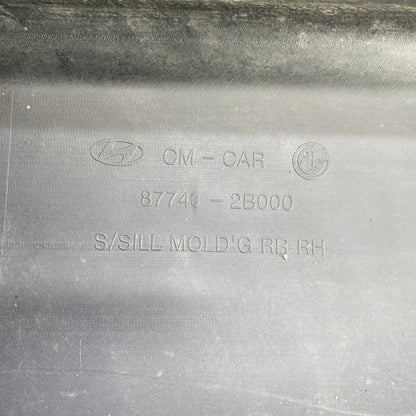 CM - CAR
87740 - 2B000
S/SILL MOLD'G RR RH